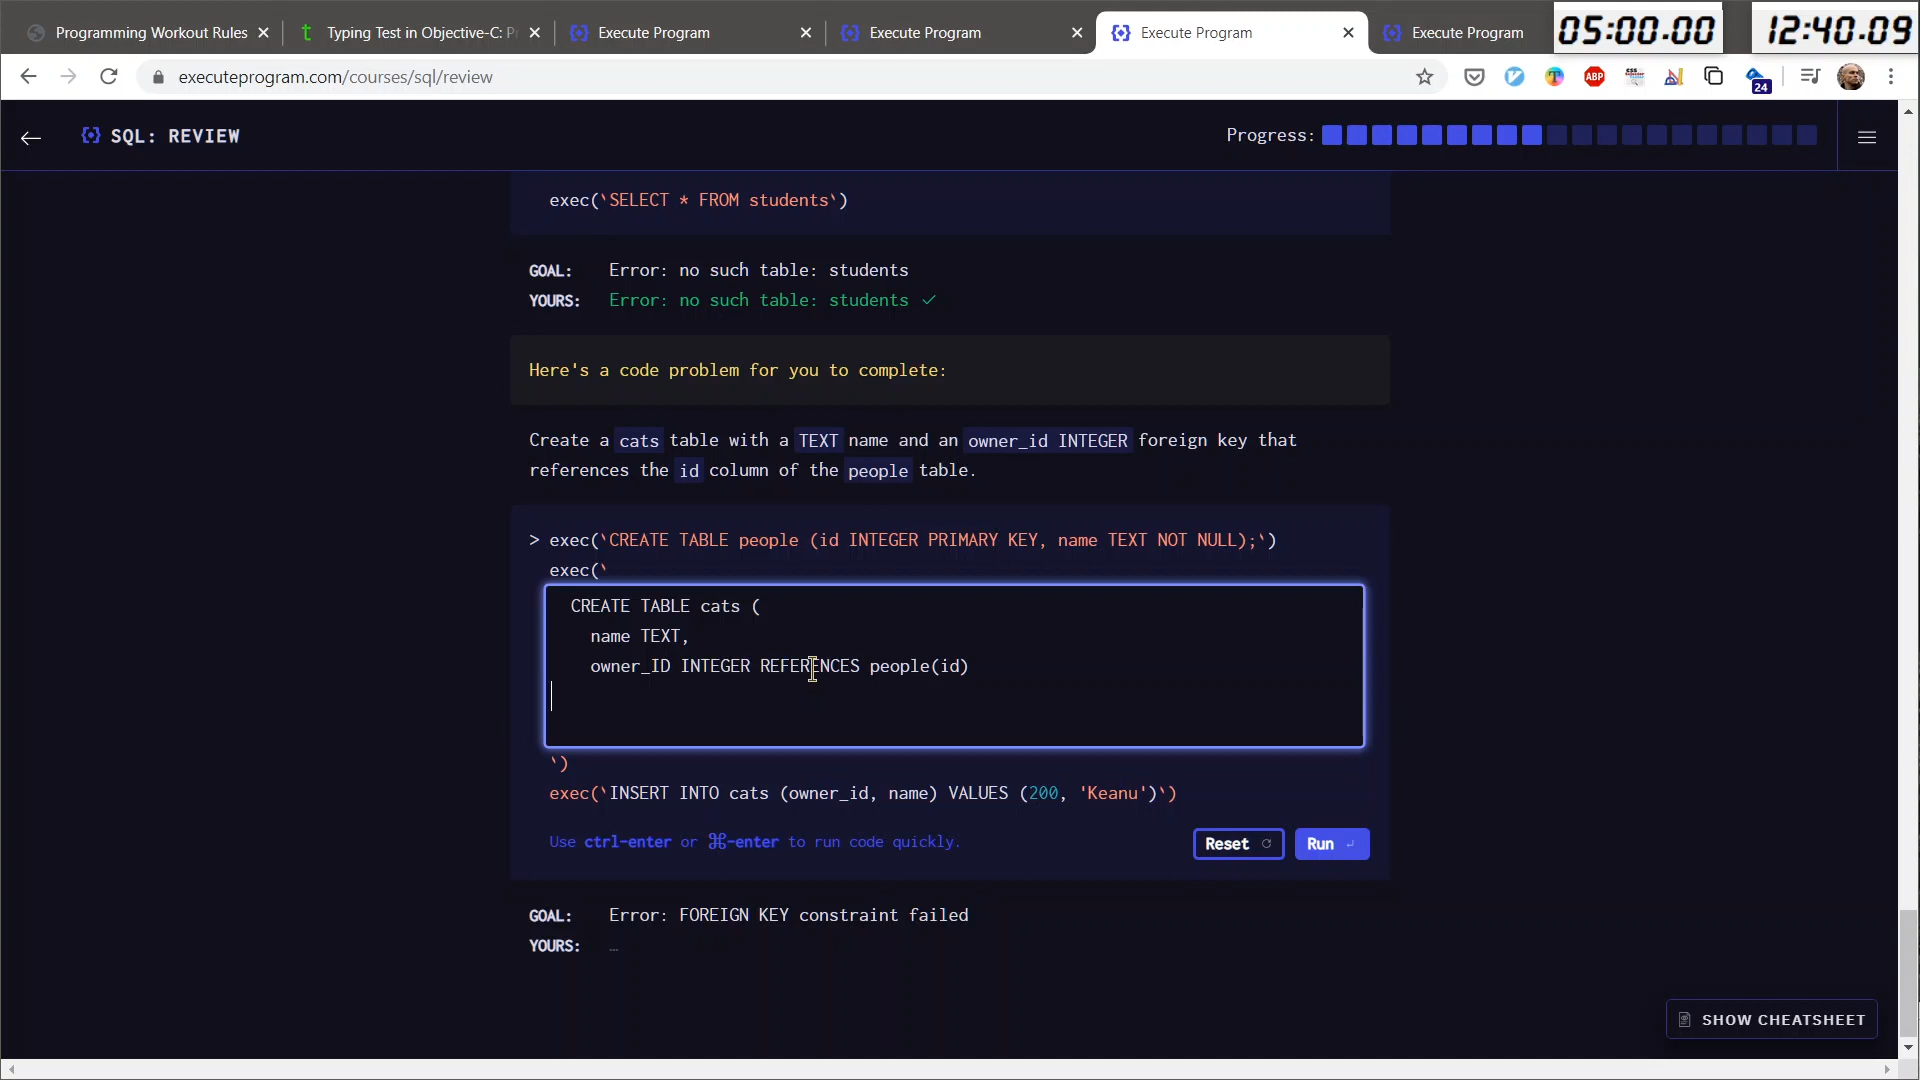 Programming Workout Rules
Typing Test in Objective-C: P
Execute Program
Execute Program
Execute Program
Execute Program
05:00.00
12:40.09
executeprogram.com/courses/sql/review
ABP
24
SQL: REVIEW
Progress:
exec(`SELECT * FROM students`)
GOAL: Error: no such table: students
YOURS: Error: no such table: students ✓
Here's a code problem for you to complete:
Create a cats table with a TEXT name and an owner_id INTEGER foreign key that
references the id column of the people table.
> exec(`CREATE TABLE people (id INTEGER PRIMARY KEY, name TEXT NOT NULL);`)
exec(`
CREATE TABLE cats (
name TEXT,
owner_ID INTEGER REFERENCES people(id)
`)
exec(`INSERT INTO cats (owner_id, name) VALUES (200, 'Keanu')`)
Use ctrl-enter or ⌘-enter to run code quickly.
Reset
Run
GOAL: Error: FOREIGN KEY constraint failed
YOURS: …
SHOW CHEATSHEET